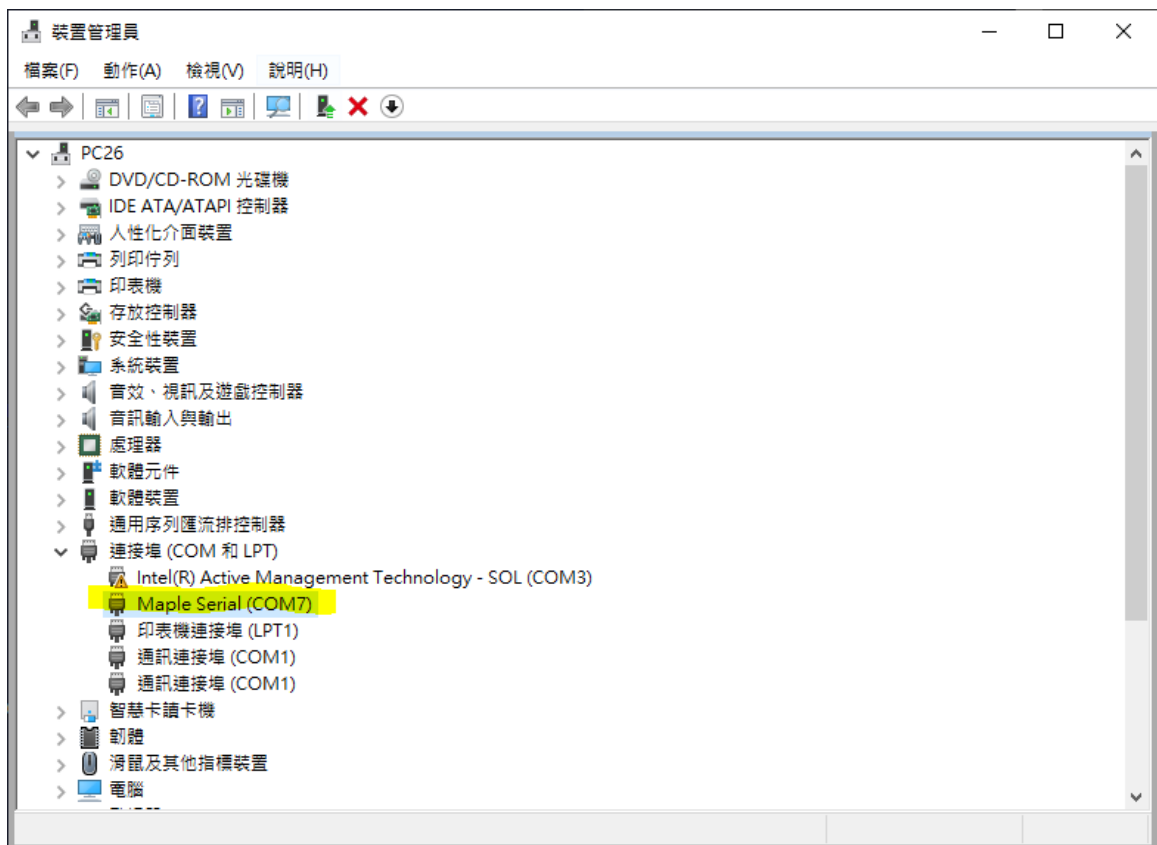 裝置管理員
檔案(F) 動作(A) 檢視(V) 說明(H)
PC26
DVD/CD-ROM 光碟機
IDE ATA/ATAPI 控制器
人性化介面裝置
列印佇列
印表機
存放控制器
安全性裝置
系統裝置
音效、視訊及遊戲控制器
音訊輸入與輸出
處理器
軟體元件
軟體裝置
通用序列匯流排控制器
連接埠 (COM 和 LPT)
Intel(R) Active Management Technology - SOL (COM3)
Maple Serial (COM7)
印表機連接埠 (LPT1)
通訊連接埠 (COM1)
通訊連接埠 (COM1)
智慧卡讀卡機
韌體
滑鼠及其他指標裝置
電腦